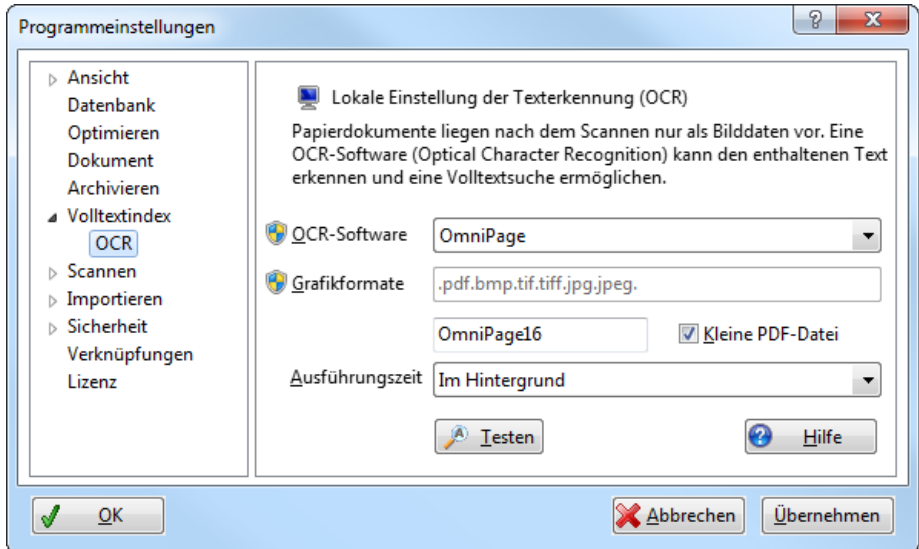 Programmeinstellungen
?
Ansicht
Datenbank
Optimieren
Dokument
Archivieren
Volltextindex
OCR
Scannen
Importieren
Sicherheit
Verknüpfungen
Lizenz
Lokale Einstellung der Texterkennung (OCR)
Papierdokumente liegen nach dem Scannen nur als Bilddaten vor. Eine
OCR-Software (Optical Character Recognition) kann den enthaltenen Text
erkennen und eine Volltextsuche ermöglichen.
OCR-Software OmniPage
Grafikformate .pdf.bmp.tif.tiff.jpg.jpeg.
OmniPage16 Kleine PDF-Datei
Ausführungszeit Im Hintergrund
Testen Hilfe
OK Abbrechen Übernehmen